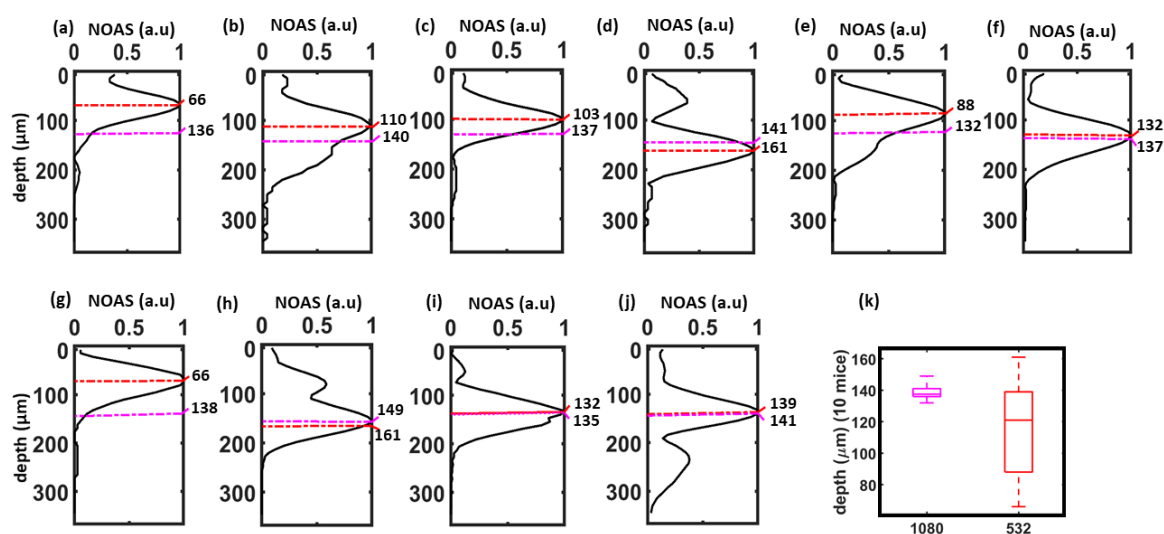 (a) NOAS (a.u) (b) NOAS (a.u) (c) NOAS (a.u) (d) NOAS (a.u) (e) NOAS (a.u) (f) NOAS (a.u)
0 0.5 1 0 0.5 1 0 0.5 1 0 0.5 1 0 0.5 1 0 0.5 1
0 0 0 0 0 0
66 110 103 141 88 132
100 100 100 100 100 100
136 140 137 161 132 137
200 200 200 200 200 200
300 300 300 300 300 300
depth (µm)
(g) NOAS (a.u) (h) NOAS (a.u) (i) NOAS (a.u) (j) NOAS (a.u) (k)
0 0.5 1 0 0.5 1 0 0.5 1 0 0.5 1
0 0 0 0
66 149 132 139
100 100 100 100
138 161 135 141
200 200 200 200
300 300 300 300
depth (µm)
depth (µm) (10 mice)
160
140
120
100
80
1080 532